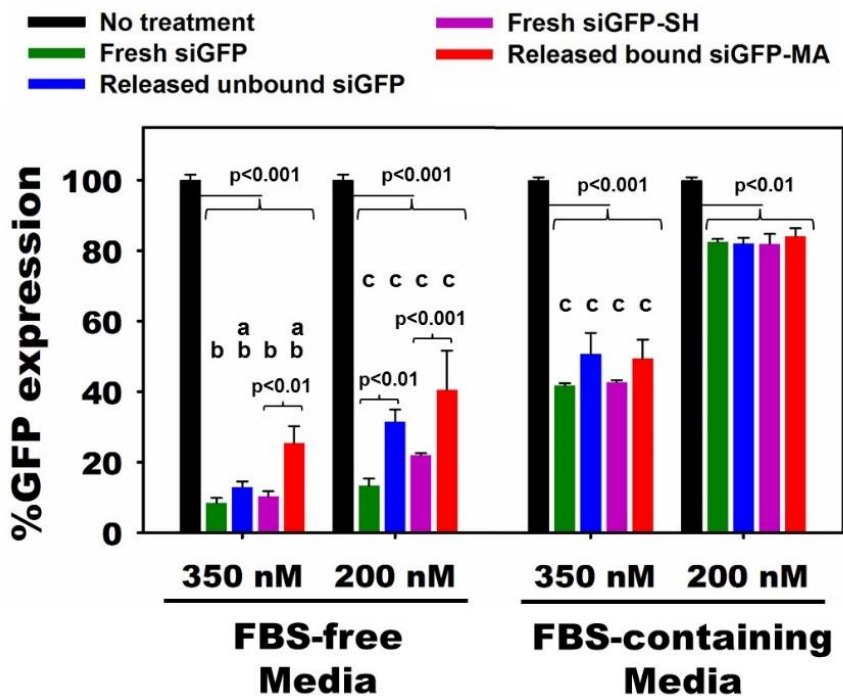 No treatment
Fresh siGFP
Released unbound siGFP
Fresh siGFP-SH
Released bound siGFP-MA
%GFP expression
100
80
60
40
20
0
p<0.001
p<0.001
p<0.001
p<0.01
c c c c
p<0.001
a a
b b b b
p<0.01
p<0.01
c c c c
350 nM 200 nM 350 nM 200 nM
FBS-free
Media
FBS-containing
Media